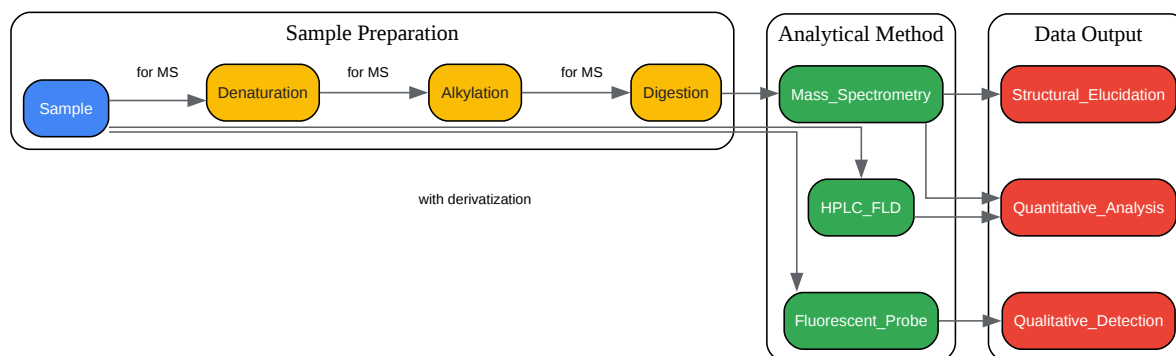 Sample Preparation
Analytical Method
Data Output
for MS
for MS
for MS
Sample
Denaturation
Alkylation
Digestion
Mass_Spectrometry
Structural_Elucidation
with derivatization
HPLC_FLD
Quantitative_Analysis
Fluorescent_Probe
Qualitative_Detection